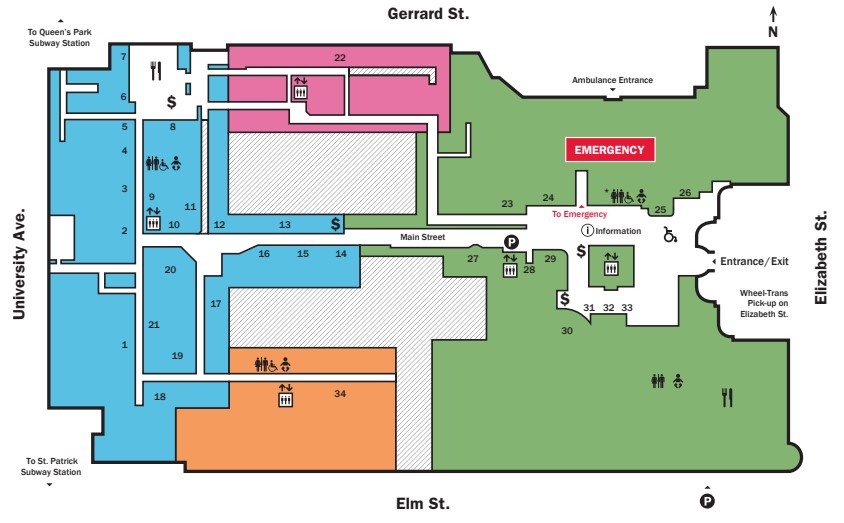 Gerrard St.
To Queen's Park
Subway Station
N
7
22
Ambulance Entrance
6
$
5
8
4
EMERGENCY
3
9
11
23
24
*
25
26
To Emergency
2
10
12
13
$
Main Street
P
i Information
$
Entrance/Exit
University Ave.
Elizabeth St.
20
16
15
14
27
28
29
Wheel-Trans
Pick-up on
Elizabeth St.
17
$
31
32
33
30
21
1
19
18
34
To St. Patrick
Subway Station
Elm St.
P